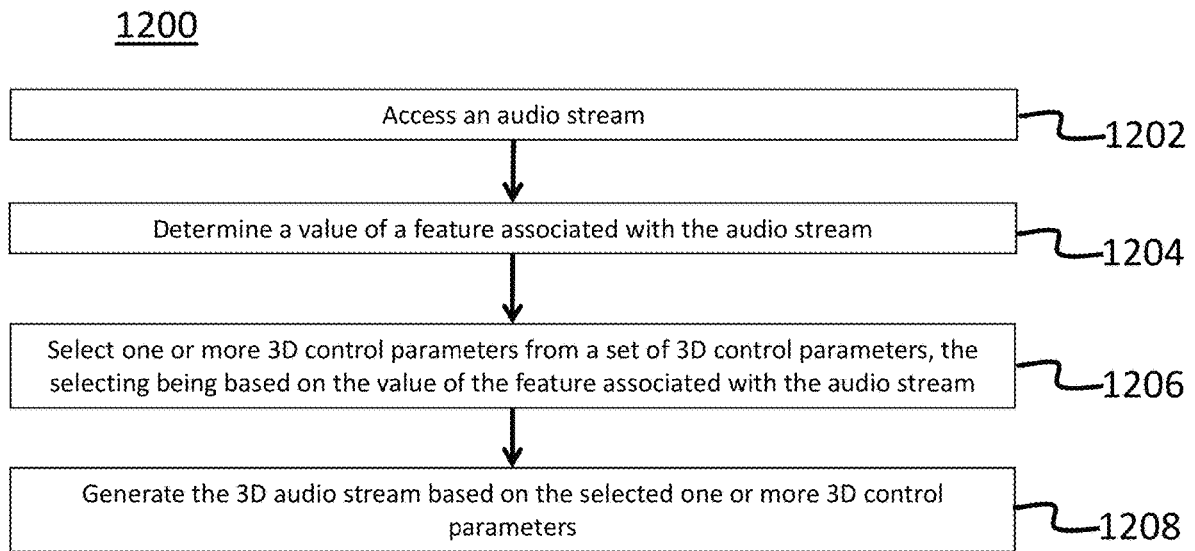 1200
Access an audio stream
1202
Determine a value of a feature associated with the audio stream
1204
Select one or more 3D control parameters from a set of 3D control parameters, the
selecting being based on the value of the feature associated with the audio stream
1206
Generate the 3D audio stream based on the selected one or more 3D control
parameters
1208